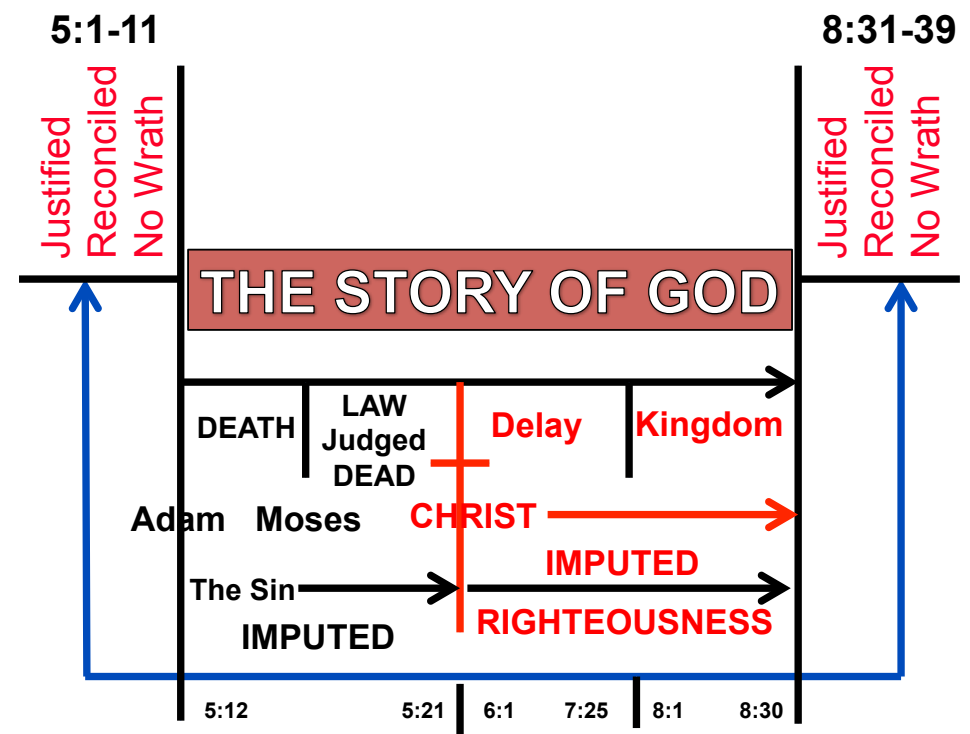 5:1-11
8:31-39
Justified
Reconciled
No Wrath
Justified
Reconciled
No Wrath
THE STORY OF GOD
DEATH
LAW
Judged
DEAD
Delay
Kingdom
Adam
Moses
CHRIST
The Sin
IMPUTED
IMPUTED
RIGHTEOUSNESS
5:12
5:21
6:1
7:25
8:1
8:30